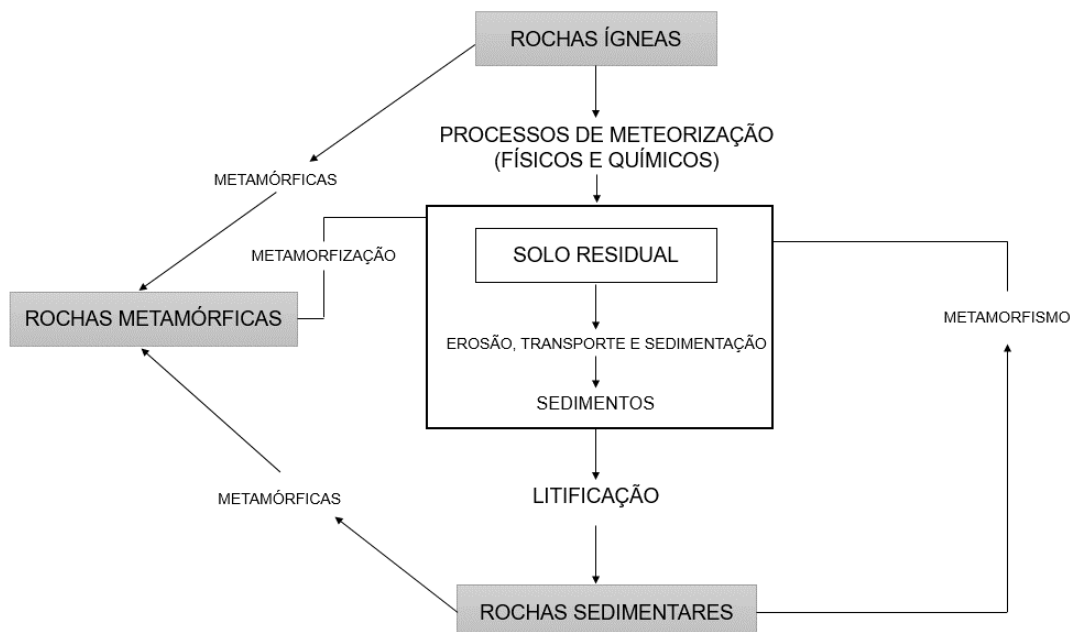 ROCHAS ÍGNEAS
PROCESSOS DE METEORIZAÇÃO
(FÍSICOS E QUÍMICOS)
METAMÓRFICAS
METAMORFIZAÇÃO
SOLO RESIDUAL
ROCHAS METAMÓRFICAS
METAMORFISMO
EROSÃO, TRANSPORTE E SEDIMENTAÇÃO
SEDIMENTOS
METAMÓRFICAS
LITIFICAÇÃO
ROCHAS SEDIMENTARES